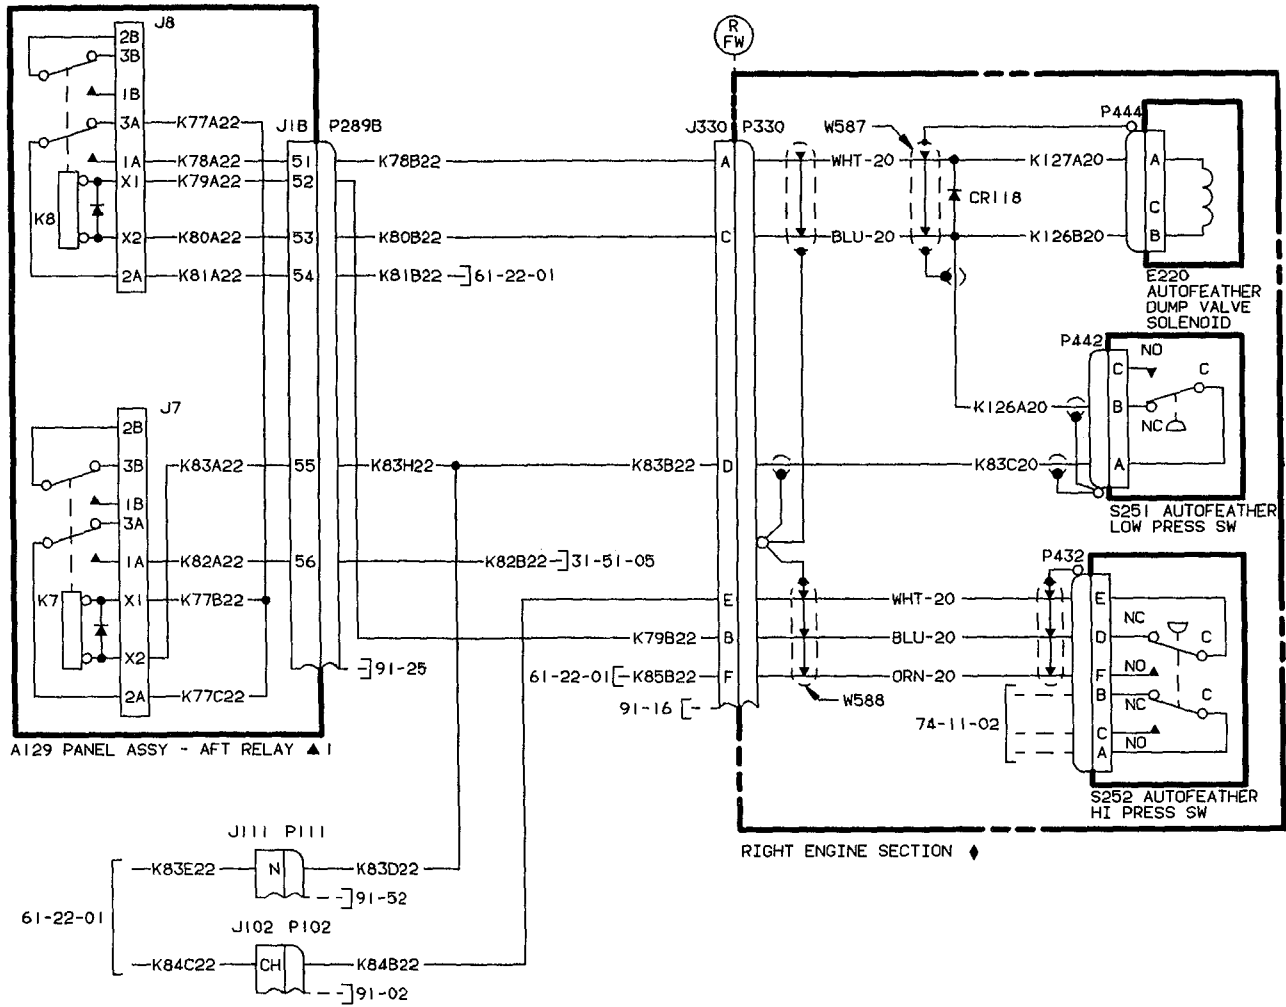 J8
R
FW
2B
3B
1B
3A K77A22
J1B P289B
J330 P330
W587
P444
1A K78A22 51 K78B22 A WHT-20 K127A20 A
X1 K79A22 52
K8
CR118
C
X2 K80A22 53 K80B22 C BLU-20 K126B20 B
2A K81A22 54 K81B22 61-22-01
E220
AUTOFEATHER
DUMP VALVE
SOLENOID
P442
NO
C C
J7
K126A20 B
NC
2B
3B K83A22 55 K83H22 K83B22 D K83C20 A
1B
3A
S251 AUTOFEATHER
LOW PRESS SW
1A K82A22 56 K82B22 31-51-05
P432
K7
X1 K77B22 E WHT-20 E
NC
K79B22 B BLU-20 D C
X2
91-25
61-22-01 K85B22 F ORN-20 F NO
2A K77C22
W588
B NC C
91-16
74-11-02
C NO
A
A129 PANEL ASSY - AFT RELAY ▲ 1
S252 AUTOFEATHER
HI PRESS SW
J111 P111
RIGHT ENGINE SECTION ♦
K83E22 N K83D22
91-52
61-22-01
J102 P102
K84C22 CH K84B22
91-02